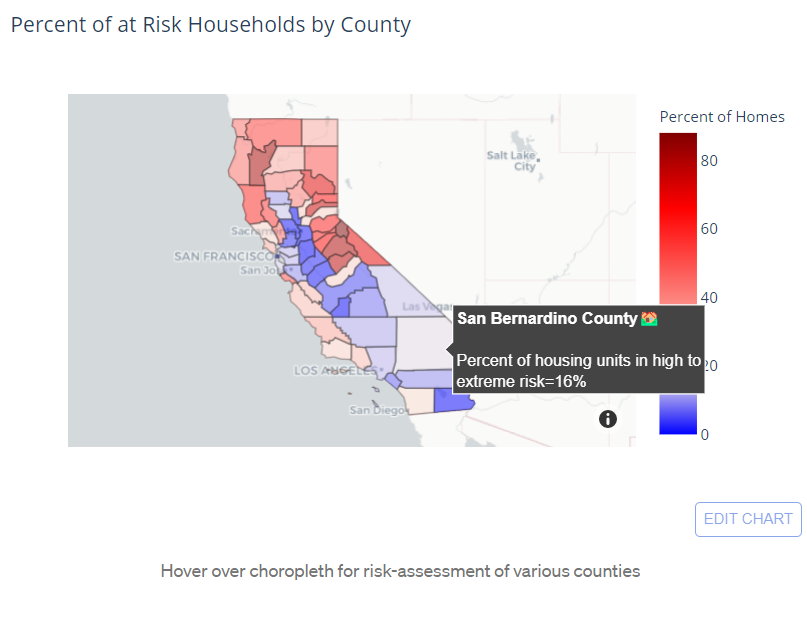 Percent of at Risk Households by County
Percent of Homes
80
60
40
20
0
Salt Lake
City
Sacramento
SAN FRANCISCO
San Jose
Las Vegas
LOS ANGELES
San Diego
San Bernardino County
Percent of housing units in high to
extreme risk=16%
EDIT CHART
Hover over choropleth for risk-assessment of various counties